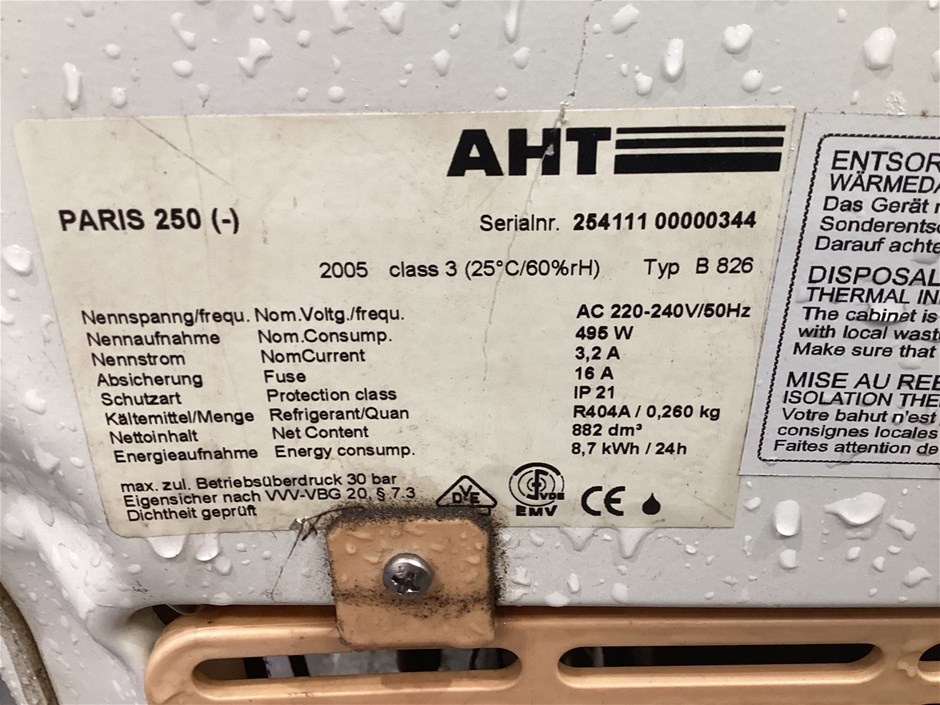 AHT
PARIS 250 (-)
Serialnr. 254111 00000344
2005 class 3 (25°C/60%rH) Typ B 826
Nennspanng/frequ. Nom.Voltg./frequ. AC 220-240V/50Hz
Nennaufnahme Nom.Consump. 495 W
Nennstrom NomCurrent 3,2 A
Absicherung Fuse 16 A
Schutzart Protection class IP 21
Kältemittel/Menge Refrigerant/Quan R404A / 0,260 kg
Nettoinhalt Net Content 882 dm³
Energieaufnahme Energy consump. 8,7 kWh / 24h
max. zul. Betriebsüberdruck 30 bar
Eigensicher nach VVV-VBG 20, § 7.3
Dichtheit geprüft
VDE
VDE
EMV
CE
ENTSOR
WÄRMEDÄ
Das Gerät
Sonderentso
Darauf achte
DISPOSAL
THERMAL IN
The cabinet is
with local wast
Make sure that
MISE AU REB
ISOLATION THE
Votre bahut n'est
consignes locales
Faites attention de